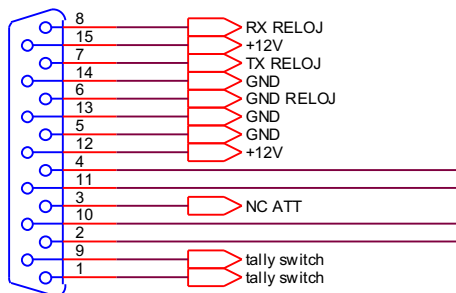 8 RX RELOJ
15 +12V
7 TX RELOJ
14 GND
6 GND RELOJ
13 GND
5 GND
12 +12V
4
11
3 NC ATT
10
2
9 tally switch
1 tally switch